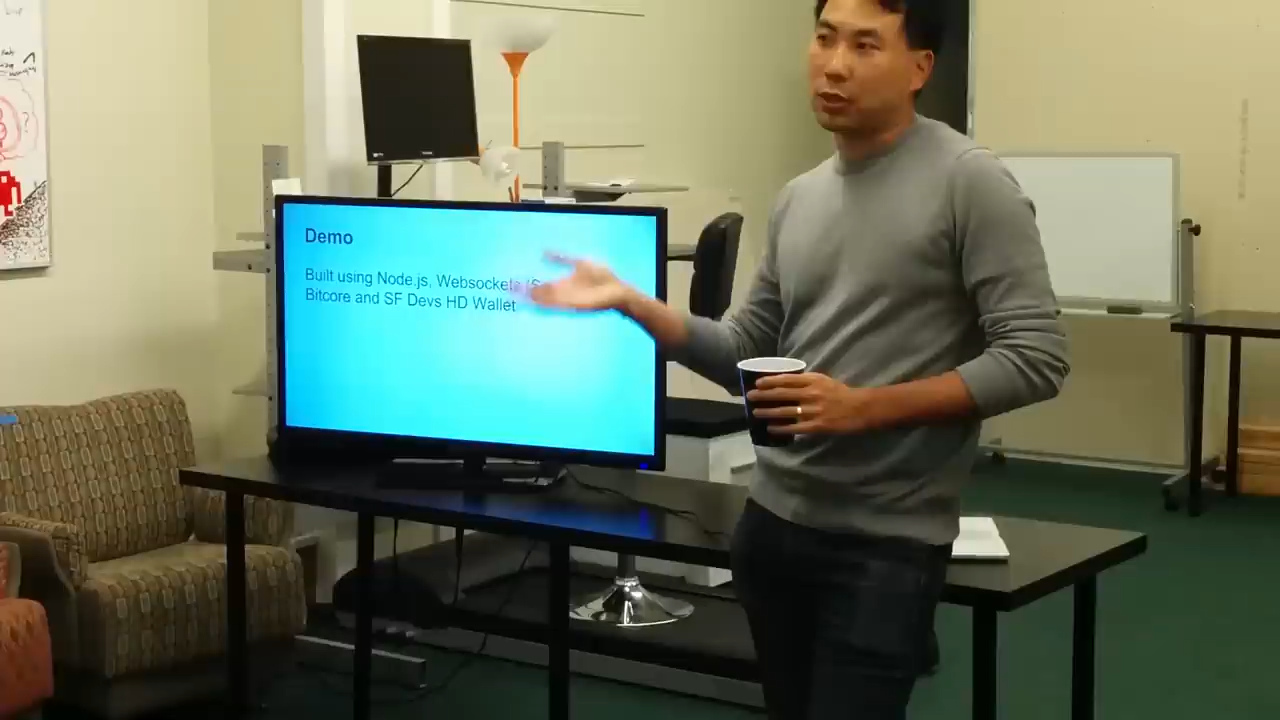 Demo
Built using Node.js, Websockets
Bitcore and SF Devs HD Wallet